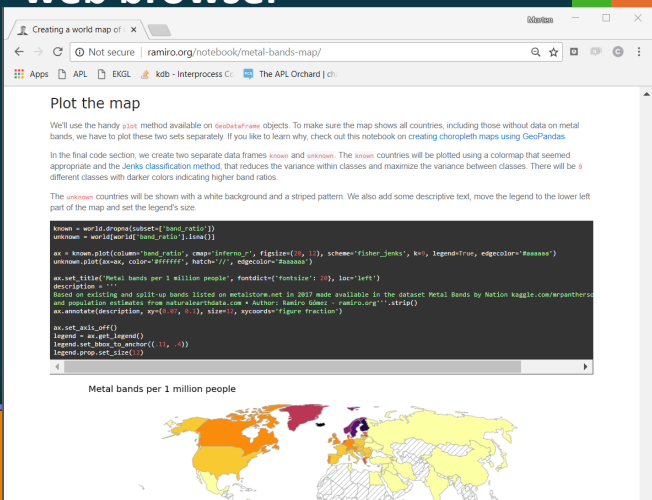 web browser
Morten
Creating a world map of
Not secure | ramiro.org/notebook/metal-bands-map/
Apps APL EKGL kdb - Interprocess Co The APL Orchard | ch
Plot the map
We'll use the handy plot method available on GeoDataFrame objects. To make sure the map shows all countries, including those without data on metal
bands, we have to plot these two sets separately. If you like to learn why, check out this notebook on creating choropleth maps using GeoPandas.
In the final code section, we create two separate data frames known and unknown. The known countries will be plotted using a colormap that seemed
appropriate and the Jenks classification method, that reduces the variance within classes and maximize the variance between classes. There will be 9
different classes with darker colors indicating higher band ratios.
The unknown countries will be shown with a white background and a striped pattern. We also add some descriptive text, move the legend to the lower left
part of the map and set the legend's size.
known = world.dropna(subset=['band_ratio'])
unknown = world[world['band_ratio'].isna()]
ax = known.plot(column='band_ratio', cmap='inferno_r', figsize=(20, 12), scheme='fisher_jenks', k=9, legend=True, edgecolor='#aaaaaa')
unknown.plot(ax=ax, color='#ffffff', hatch='//', edgecolor='#aaaaaa')
ax.set_title('Metal bands per 1 million people', fontdict={'fontsize': 20}, loc='left')
description = '''
Based on existing and split-up bands listed on metalstorm.net in 2017 made available in the dataset Metal Bands by Nation kaggle.com/mrpantherso
and population estimates from naturalearthdata.com • Author: Ramiro Gómez - ramiro.org'''.strip()
ax.annotate(description, xy=(0.07, 0.1), size=12, xycoords='figure fraction')
ax.set_axis_off()
legend = ax.get_legend()
legend.set_bbox_to_anchor((.11, .4))
legend.prop.set_size(12)
Metal bands per 1 million people